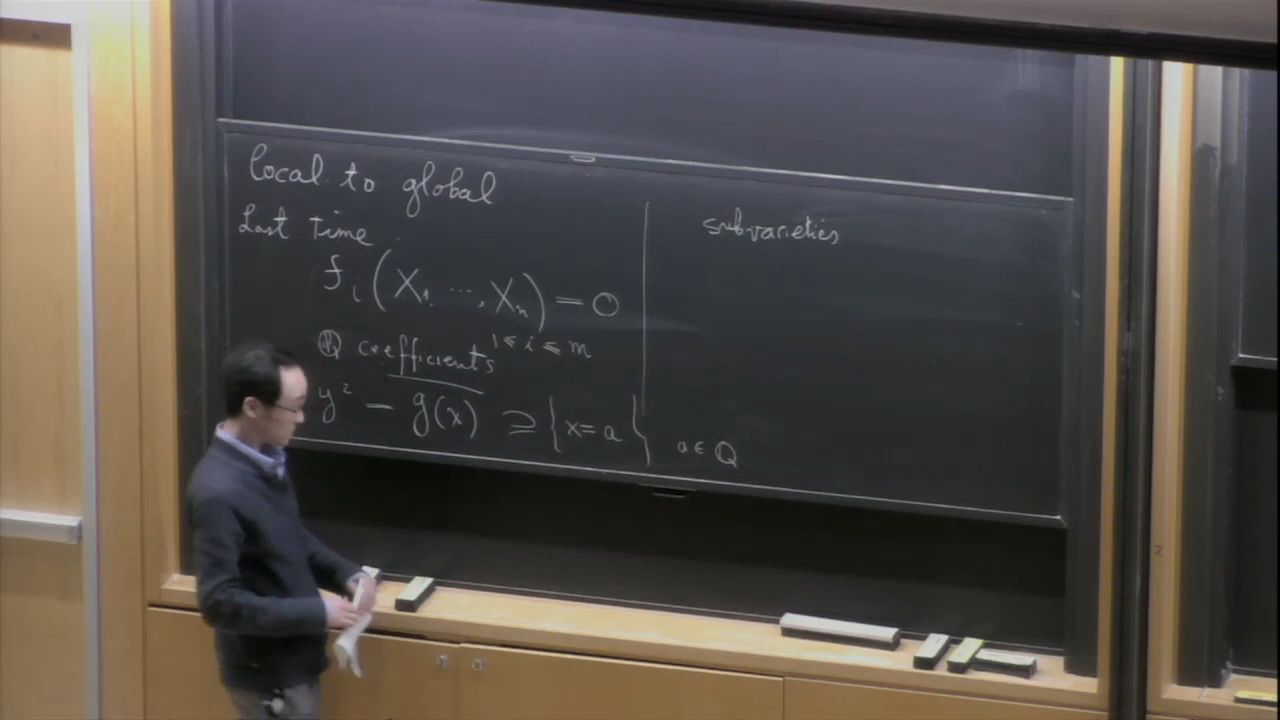 local to global
Last time
f_i (X_1, ..., X_n) = 0
Q coefficients 1 ≤ i ≤ m
y² – g(x) ⊇ {x = a} a ∈ Q
subvarieties